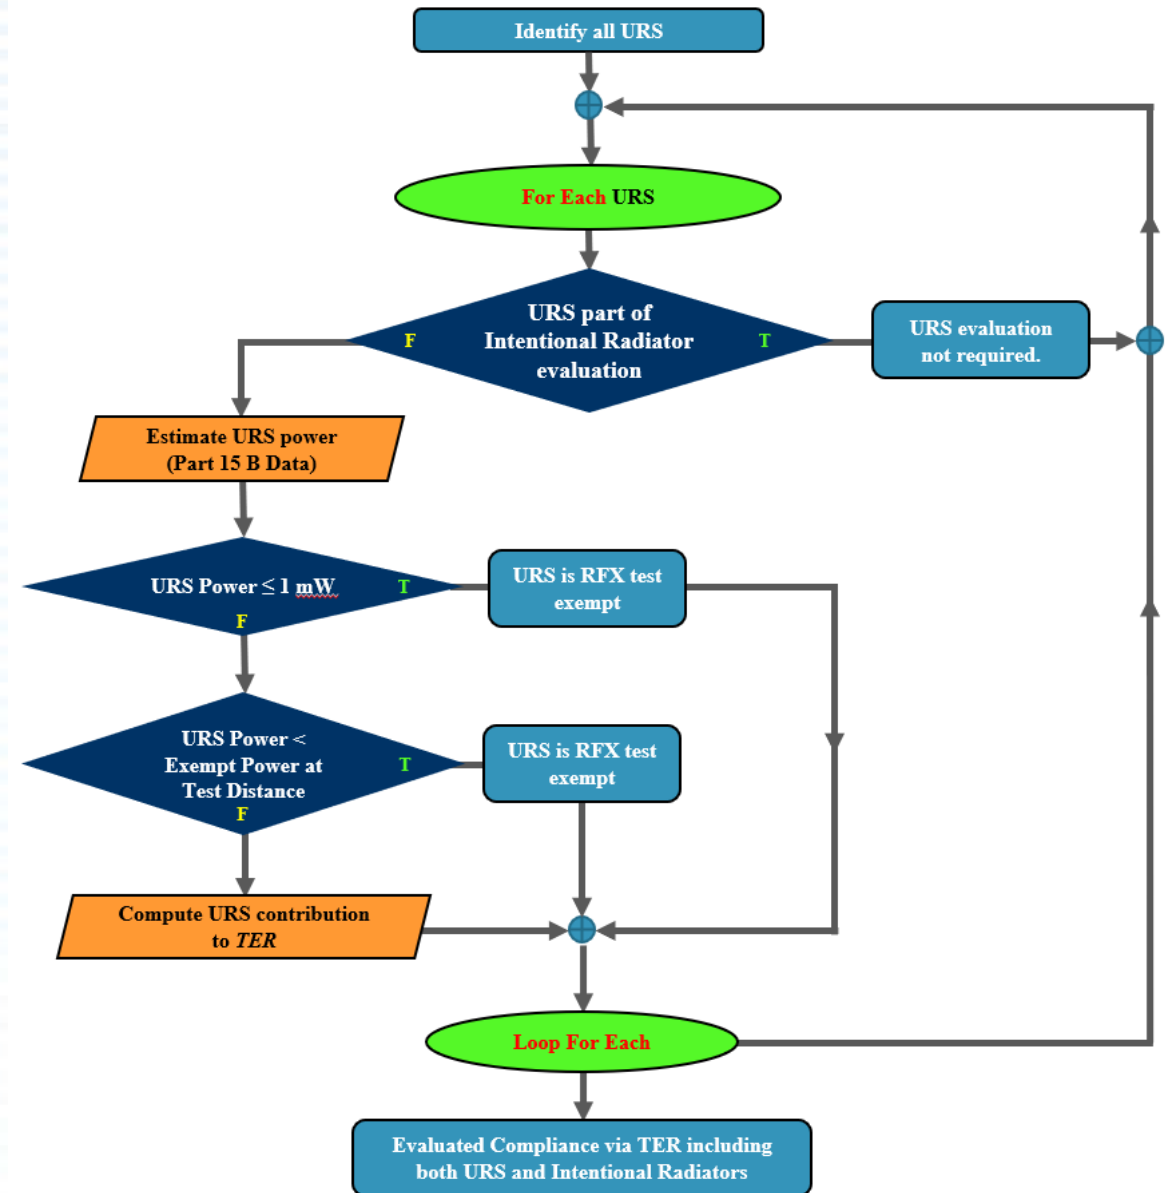 Identify all URS
For Each URS
URS part of
Intentional Radiator
evaluation
F
T
URS evaluation
not required.
Estimate URS power
(Part 15 B Data)
URS Power ≤ 1 mW
T
F
URS is RFX test
exempt
URS Power <
Exempt Power at
Test Distance
T
F
URS is RFX test
exempt
Compute URS contribution
to TER
Loop For Each
Evaluated Compliance via TER including
both URS and Intentional Radiators